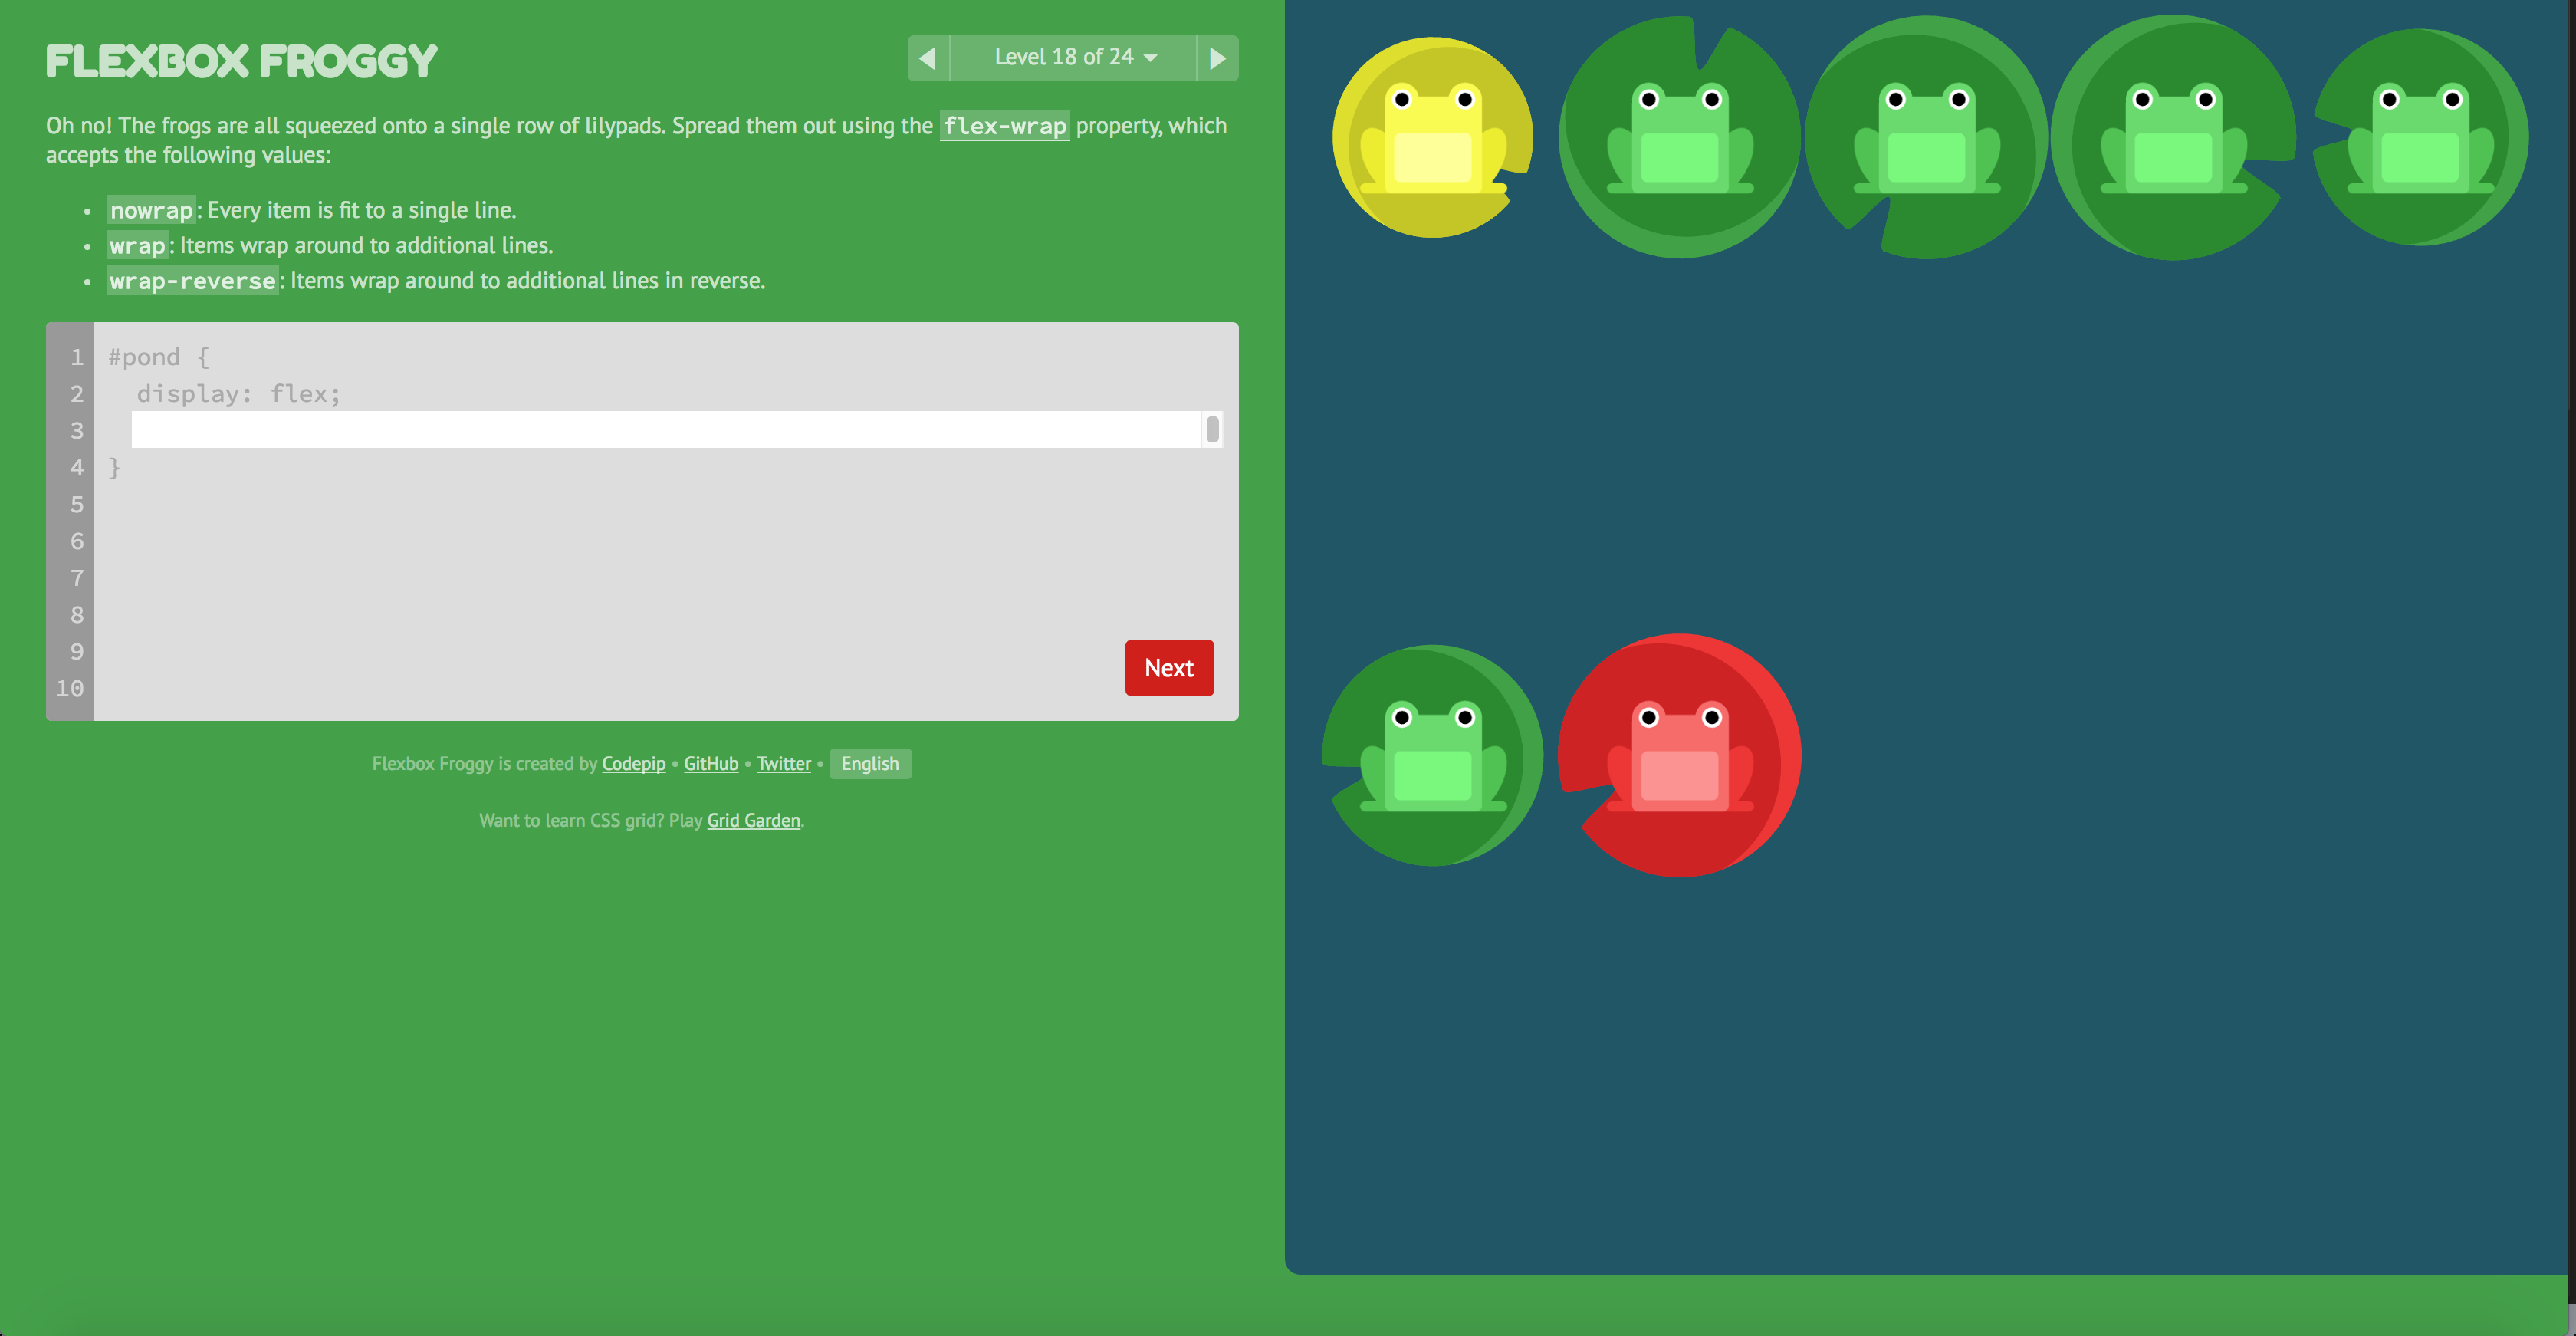 FLEXBOX FROGGY
Level 18 of 24
Oh no! The frogs are all squeezed onto a single row of lilypads. Spread them out using the flex-wrap property, which
accepts the following values:
• nowrap: Every item is fit to a single line.
• wrap: Items wrap around to additional lines.
• wrap-reverse: Items wrap around to additional lines in reverse.
1 #pond {
2   display: flex;
3
4 }
5
6
7
8
9
10
Next
Flexbox Froggy is created by Codepip • GitHub • Twitter • English
Want to learn CSS grid? Play Grid Garden.